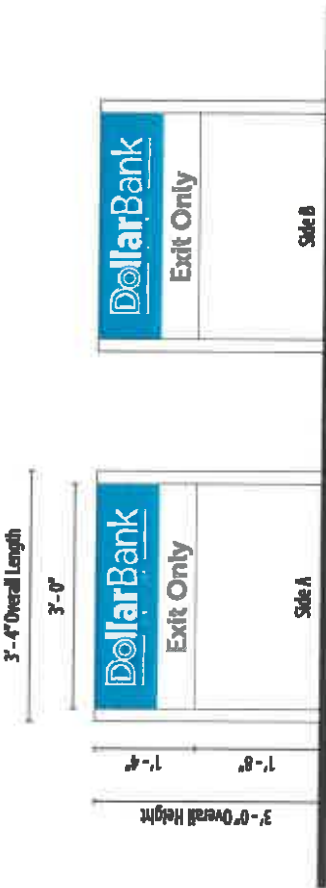 3'-4" Overall Length
3'-0"
DollarBank
Exit Only
Side A
1'-4"
1'-8"
3'-0" Overall Height
DollarBank
Exit Only
Side B